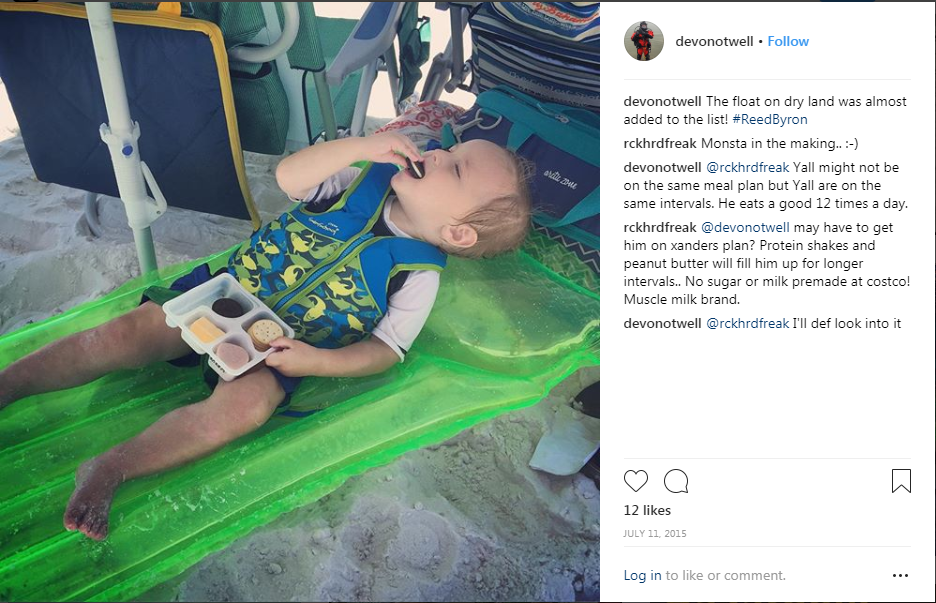 arctic zone
devonotwell • Follow
devonotwell The float on dry land was almost
added to the list! #ReedByron
rckhrdfreak Monsta in the making.. :-)
devonotwell @rckhrdfreak Yall might not be
on the same meal plan but Yall are on the
same intervals. He eats a good 12 times a day.
rckhrdfreak @devonotwell may have to get
him on xanders plan? Protein shakes and
peanut butter will fill him up for longer
intervals.. No sugar or milk premade at costco!
Muscle milk brand.
devonotwell @rckhrdfreak I'll def look into it
12 likes
JULY 11, 2015
Log in to like or comment.